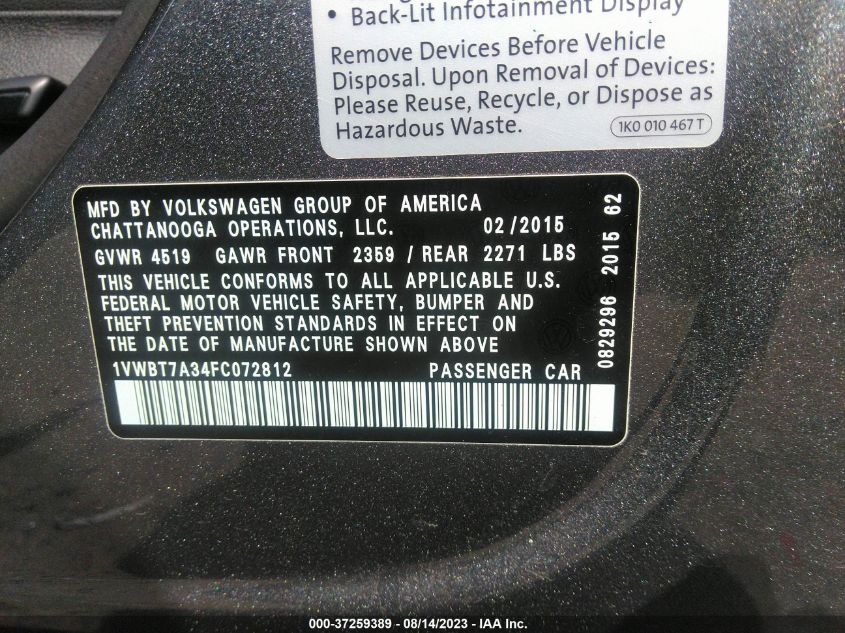 • Back-Lit Infotainment Display
Remove Devices Before Vehicle
Disposal. Upon Removal of Devices:
Please Reuse, Recycle, or Dispose as
Hazardous Waste.
1K0 010 467 T
MFD BY VOLKSWAGEN GROUP OF AMERICA
CHATTANOOGA OPERATIONS, LLC. 02/2015
GVWR 4519 GAWR FRONT 2359 / REAR 2271 LBS
THIS VEHICLE CONFORMS TO ALL APPLICABLE U.S.
FEDERAL MOTOR VEHICLE SAFETY, BUMPER AND
THEFT PREVENTION STANDARDS IN EFFECT ON
THE DATE OF MANUFACTURE SHOWN ABOVE
1VWBT7A34FC072812 PASSENGER CAR
0829296 2015 62
000-37259389 - 08/14/2023 - IAA Inc.